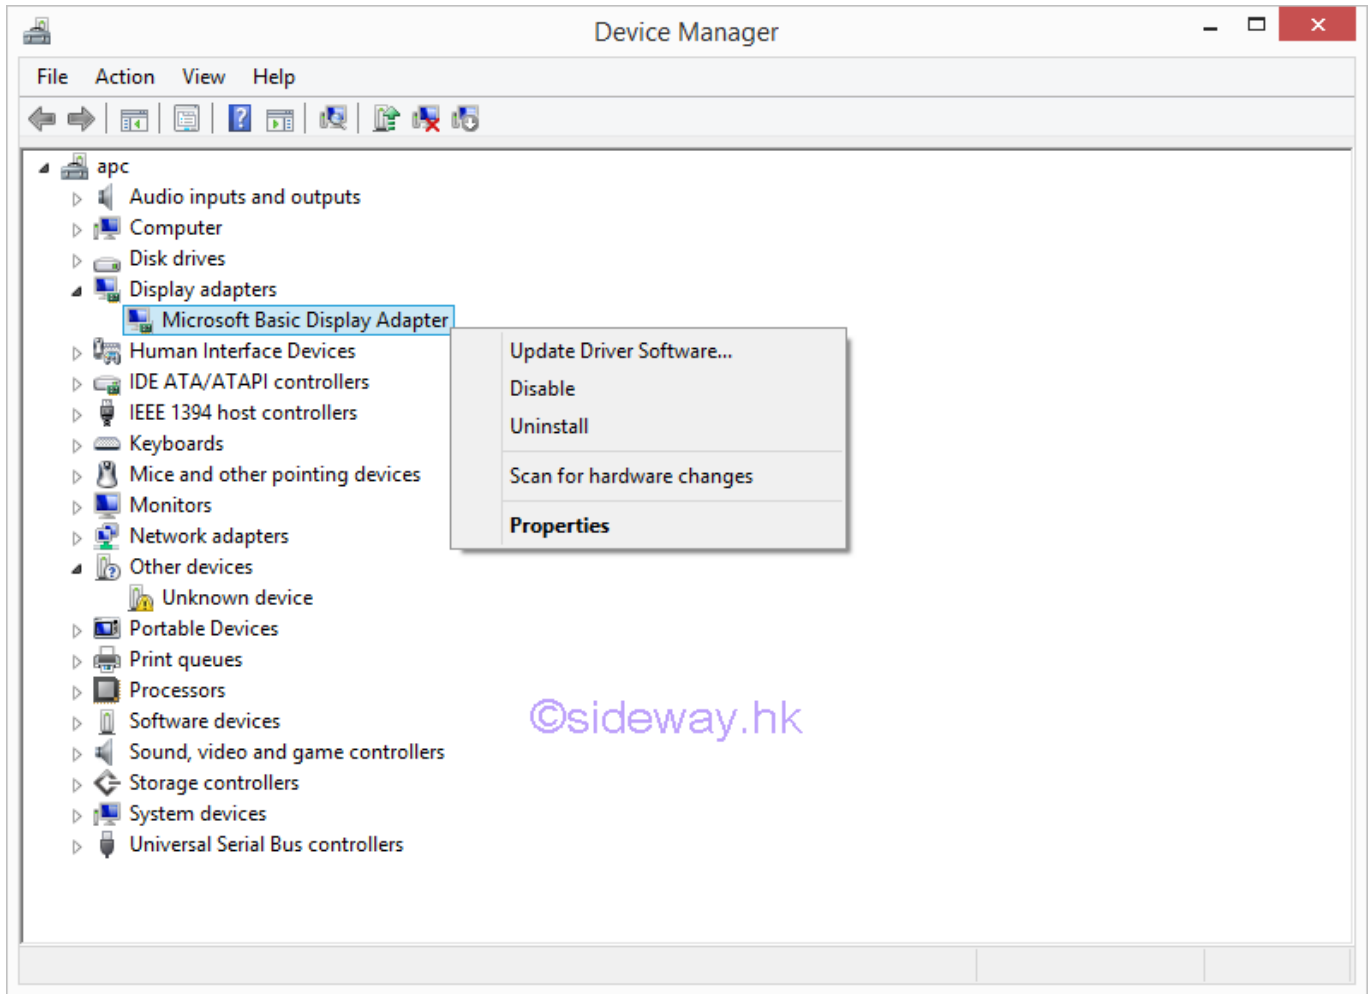 Device Manager
File Action View Help
apc
Audio inputs and outputs
Computer
Disk drives
Display adapters
Microsoft Basic Display Adapter
Human Interface Devices
IDE ATA/ATAPI controllers
IEEE 1394 host controllers
Keyboards
Mice and other pointing devices
Monitors
Network adapters
Other devices
Unknown device
Portable Devices
Print queues
Processors
Software devices
Sound, video and game controllers
Storage controllers
System devices
Universal Serial Bus controllers
Update Driver Software...
Disable
Uninstall
Scan for hardware changes
Properties
©sideway.hk